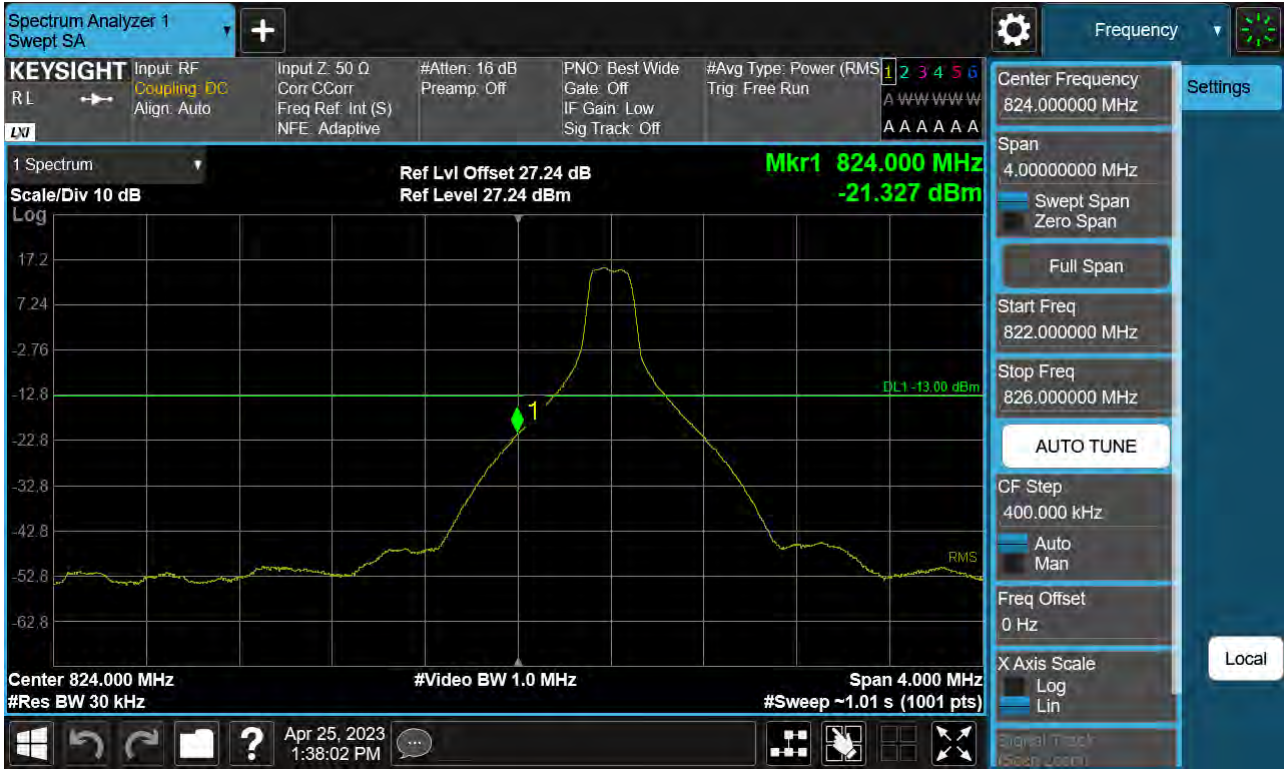 Spectrum Analyzer 1
Swept SA
+
Frequency
KEYSIGHT
R L
LXI
Input: RF
Coupling: DC
Align: Auto
Input Z: 50 Ω
Corr CCorr
Freq Ref: Int (S)
NFE: Adaptive
#Atten: 16 dB
Preamp: Off
PNO: Best Wide
Gate: Off
IF Gain: Low
Sig Track: Off
#Avg Type: Power (RMS
Trig: Free Run
1 2 3 4 5 6
A W W W W W
A A A A A A
1 Spectrum
Scale/Div 10 dB
Log
Ref Lvl Offset 27.24 dB
Ref Level 27.24 dBm
Mkr1 824.000 MHz
-21.327 dBm
17.2
7.24
-2.76
-12.8
-22.8
-32.8
-42.8
-52.8
-62.8
DL1 -13.00 dBm
1
RMS
Center 824.000 MHz
#Video BW 1.0 MHz
Span 4.000 MHz
#Res BW 30 kHz
#Sweep ~1.01 s (1001 pts)
Center Frequency
824.000000 MHz
Settings
Span
4.00000000 MHz
Swept Span
Zero Span
Full Span
Start Freq
822.000000 MHz
Stop Freq
826.000000 MHz
AUTO TUNE
CF Step
400.000 kHz
Auto
Man
Freq Offset
0 Hz
X Axis Scale
Log
Lin
Local
Signal Track
(Span Zoom)
?
Apr 25, 2023
1:38:02 PM